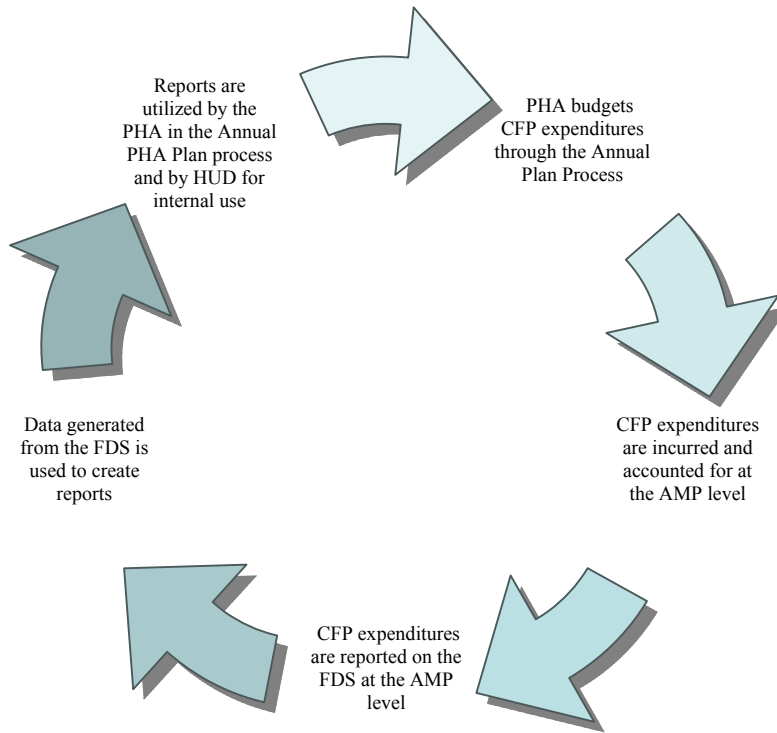 Reports are
utilized by the
PHA in the Annual
PHA Plan process
and by HUD for
internal use
PHA budgets
CFP expenditures
through the Annual
Plan Process
CFP expenditures
are incurred and
accounted for at
the AMP level
CFP expenditures
are reported on the
FDS at the AMP
level
Data generated
from the FDS is
used to create
reports